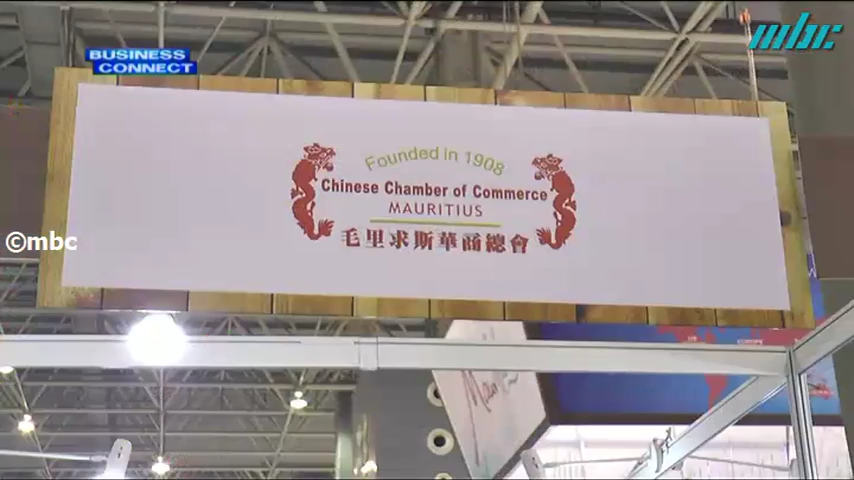 BUSINESS
CONNECT
mbc
Founded in 1908
Chinese Chamber of Commerce
MAURITIUS
毛里求斯華商總會
©mbc